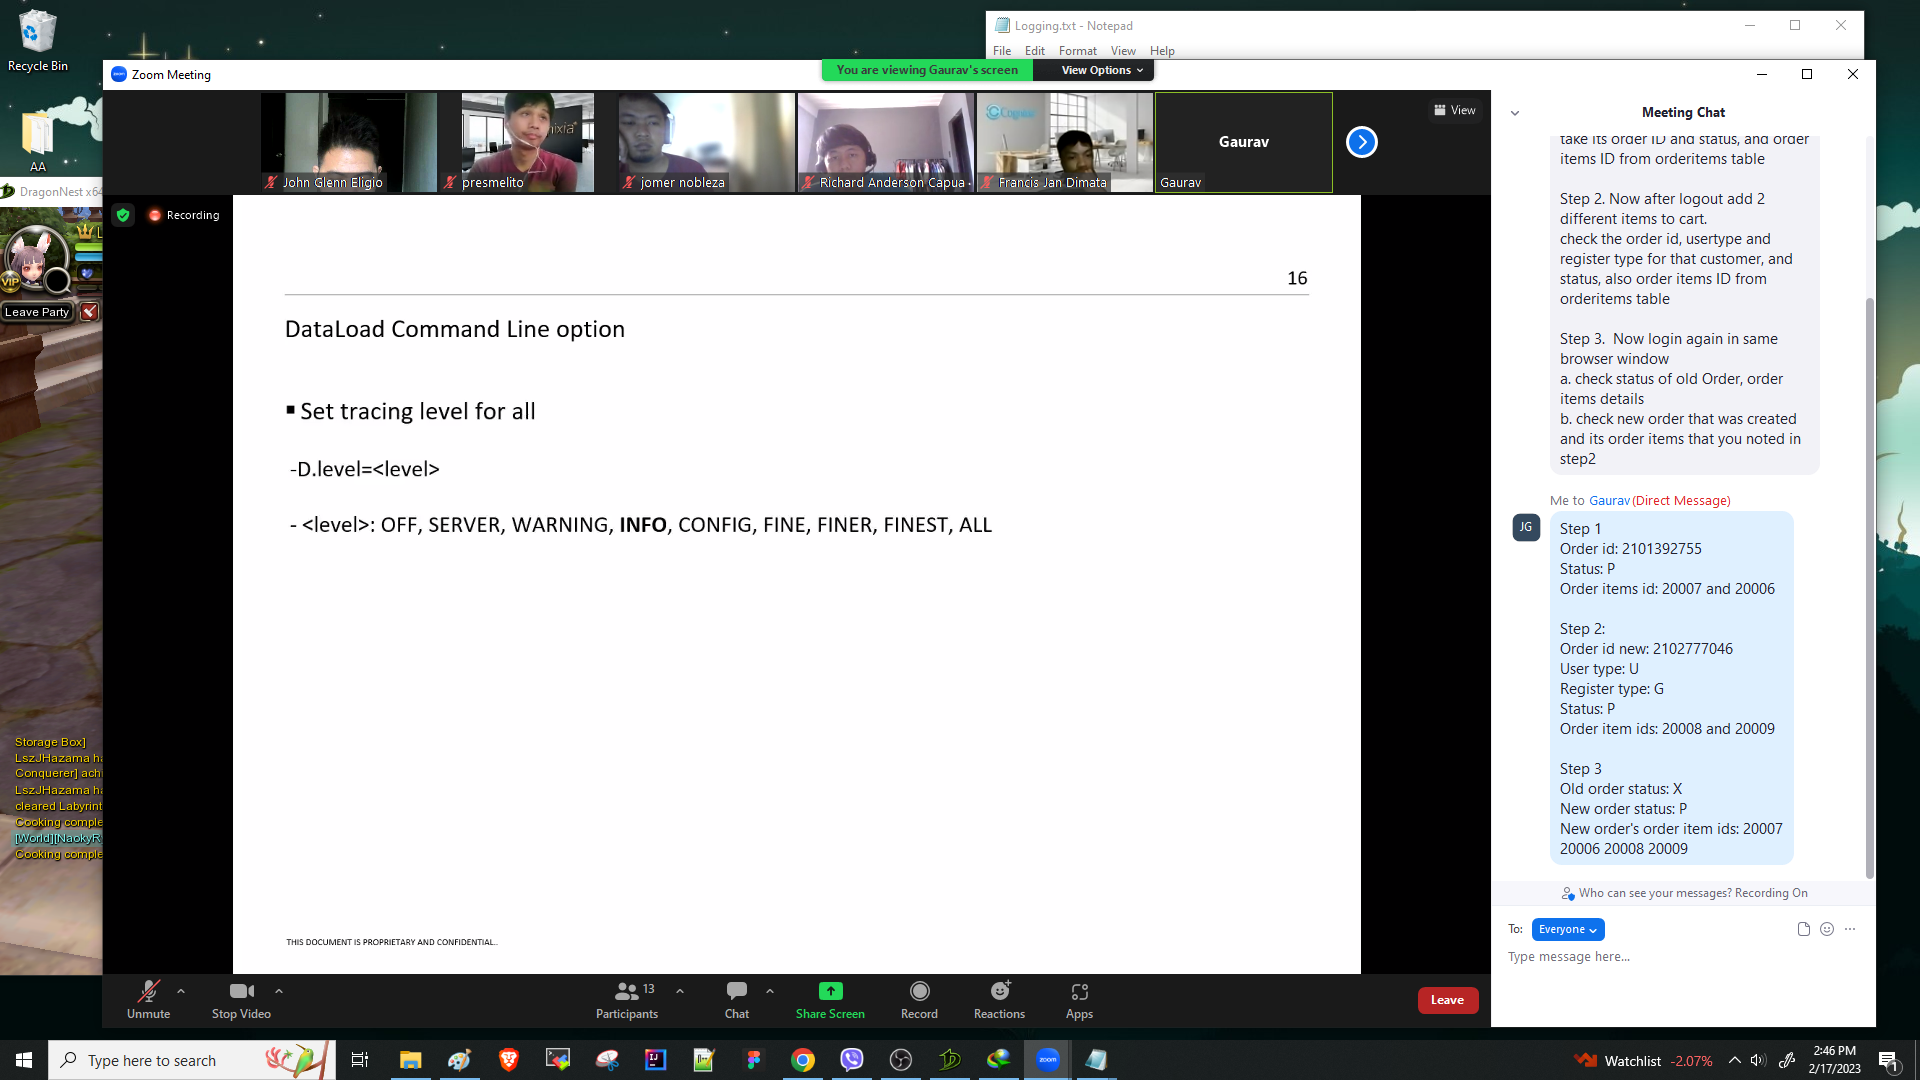 Recycle Bin
AA
DragonNest x64
VIP
Leave Party
Storage Box]
LszJHazama ha
Conquerer] achi
LszJHazama ha
cleared Labyrint
Cooking comple
[World][NaokyR
Cooking comple
Logging.txt - Notepad
File Edit Format View Help
zoom Zoom Meeting
You are viewing Gaurav's screen View Options
John Glenn Eligio
presmelito
jomer nobleza
Richard Anderson Capua
Francis Jan Dimata
Gaurav
Gaurav
View
Recording
16
DataLoad Command Line option
▪ Set tracing level for all
-D.level=<level>
- <level>: OFF, SERVER, WARNING, INFO, CONFIG, FINE, FINER, FINEST, ALL
THIS DOCUMENT IS PROPRIETARY AND CONFIDENTIAL..
Meeting Chat
take its order ID and status, and order
items ID from orderitems table
Step 2. Now after logout add 2
different items to cart.
check the order id, usertype and
register type for that customer, and
status, also order items ID from
orderitems table
Step 3.  Now login again in same
browser window
a. check status of old Order, order
items details
b. check new order that was created
and its order items that you noted in
step2
Me to Gaurav (Direct Message)
JG
Step 1
Order id: 2101392755
Status: P
Order items id: 20007 and 20006
Step 2:
Order id new: 2102777046
User type: U
Register type: G
Status: P
Order item ids: 20008 and 20009
Step 3
Old order status: X
New order status: P
New order's order item ids: 20007
20006 20008 20009
Who can see your messages? Recording On
To: Everyone
Type message here...
Unmute
Stop Video
13
Participants
Chat
Share Screen
Record
Reactions
Apps
Leave
Type here to search
zoom
Watchlist -2.07%
2:46 PM
2/17/2023
1